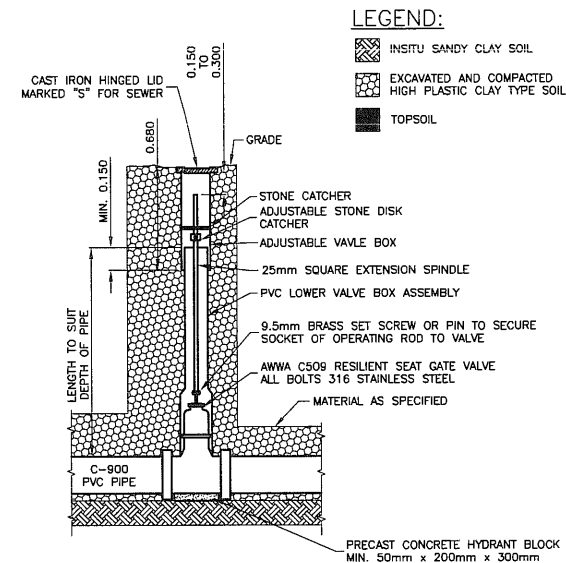 LEGEND:
INSITU SANDY CLAY SOIL
EXCAVATED AND COMPACTED
HIGH PLASTIC CLAY TYPE SOIL
TOPSOIL
0.150
TO
0.300
CAST IRON HINGED LID
MARKED "S" FOR SEWER
0.680
MIN. 0.150
GRADE
STONE CATCHER
ADJUSTABLE STONE DISK
CATCHER
ADJUSTABLE VAVLE BOX
25mm SQUARE EXTENSION SPINDLE
PVC LOWER VALVE BOX ASSEMBLY
9.5mm BRASS SET SCREW OR PIN TO SECURE
SOCKET OF OPERATING ROD TO VALVE
AWWA C509 RESILIENT SEAT GATE VALVE
ALL BOLTS 316 STAINLESS STEEL
MATERIAL AS SPECIFIED
LENGTH TO SUIT
DEPTH OF PIPE
C-900
PVC PIPE
PRECAST CONCRETE HYDRANT BLOCK
MIN. 50mm x 200mm x 300mm